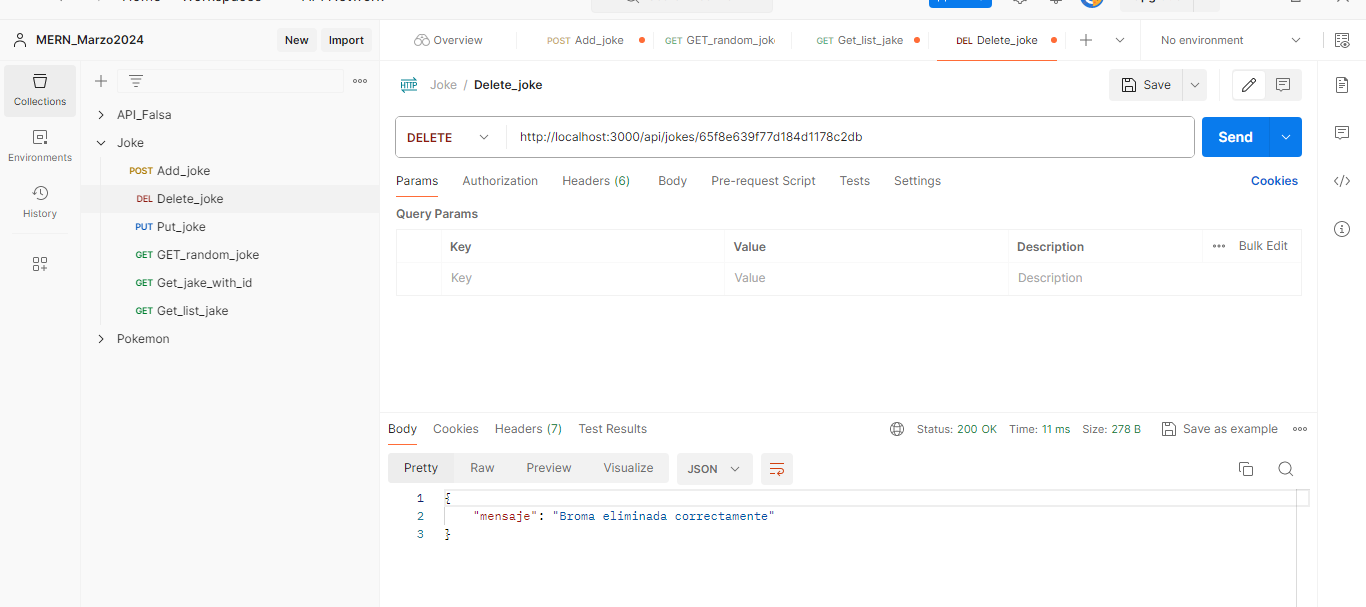 MERN_Marzo2024
New Import
Overview POST Add_joke GET GET_random_jok GET Get_list_jake DEL Delete_joke No environment
Collections
Environments
History
API_Falsa
Joke
POST Add_joke
DEL Delete_joke
PUT Put_joke
GET GET_random_joke
GET Get_jake_with_id
GET Get_list_jake
Pokemon
HTTP Joke / Delete_joke Save
DELETE http://localhost:3000/api/jokes/65f8e639f77d184d1178c2db Send
Params Authorization Headers (6) Body Pre-request Script Tests Settings Cookies
Query Params
Key Value Description Bulk Edit
Key Value Description
Body Cookies Headers (7) Test Results Status: 200 OK Time: 11 ms Size: 278 B Save as example
Pretty Raw Preview Visualize JSON
1 {
2 "mensaje": "Broma eliminada correctamente"
3 }